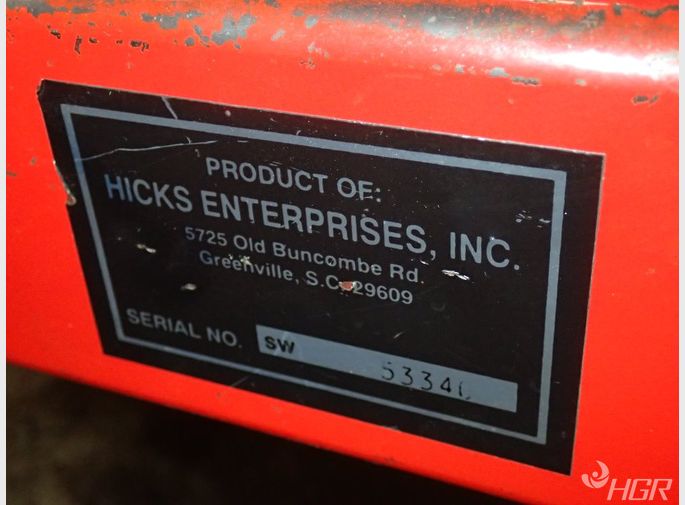 PRODUCT OF:
HICKS ENTERPRISES, INC.
5725 Old Buncombe Rd.
Greenville, S.C. 29609
SERIAL NO. SW
HGR